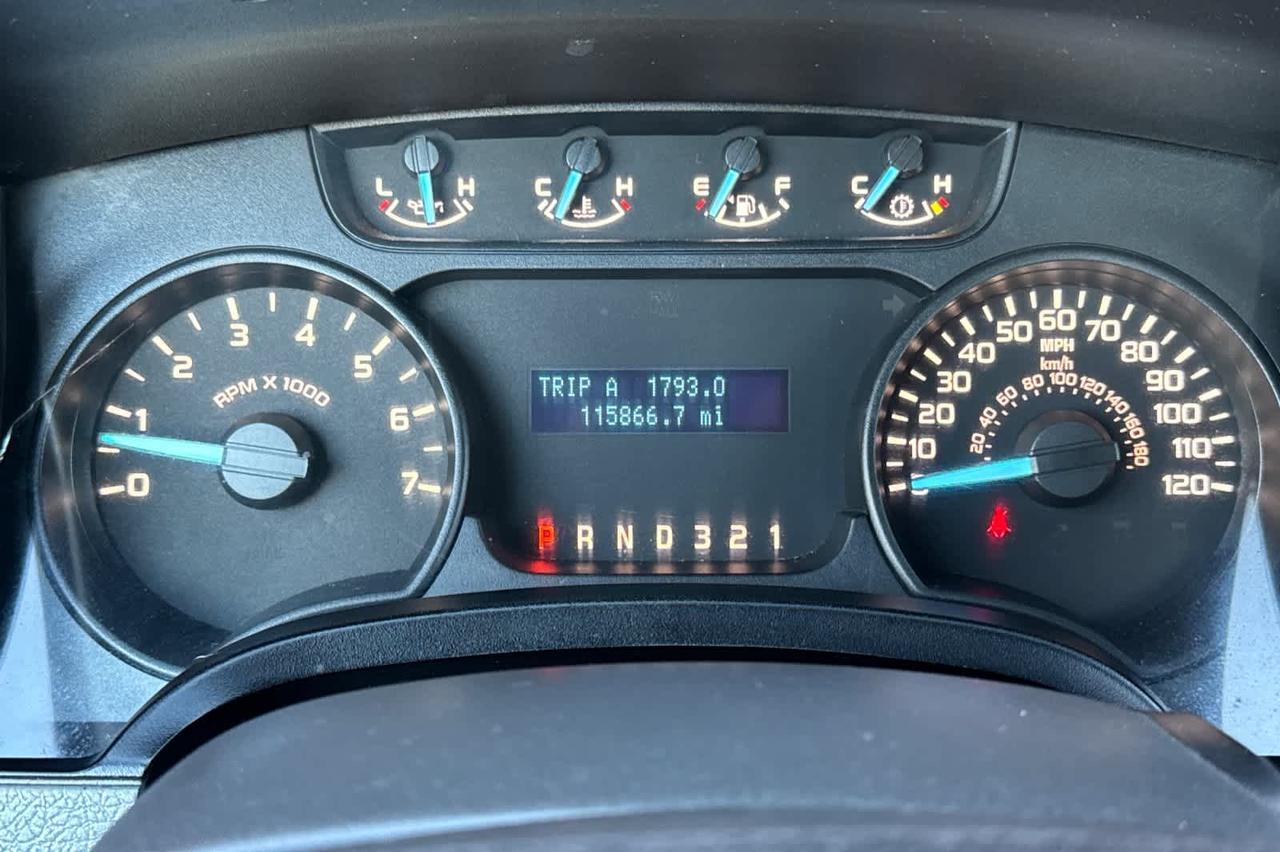 L H
C H
E F
C H
0 1 2 3 4 5 6 7
RPM X 1000
TRIP A 1793.0
115866.7 mi
P R N D 3 2 1
10 20 30 40 50 60 70 80 90 100 110 120
MPH
km/h
20 40 60 80 100 120 140 160 180